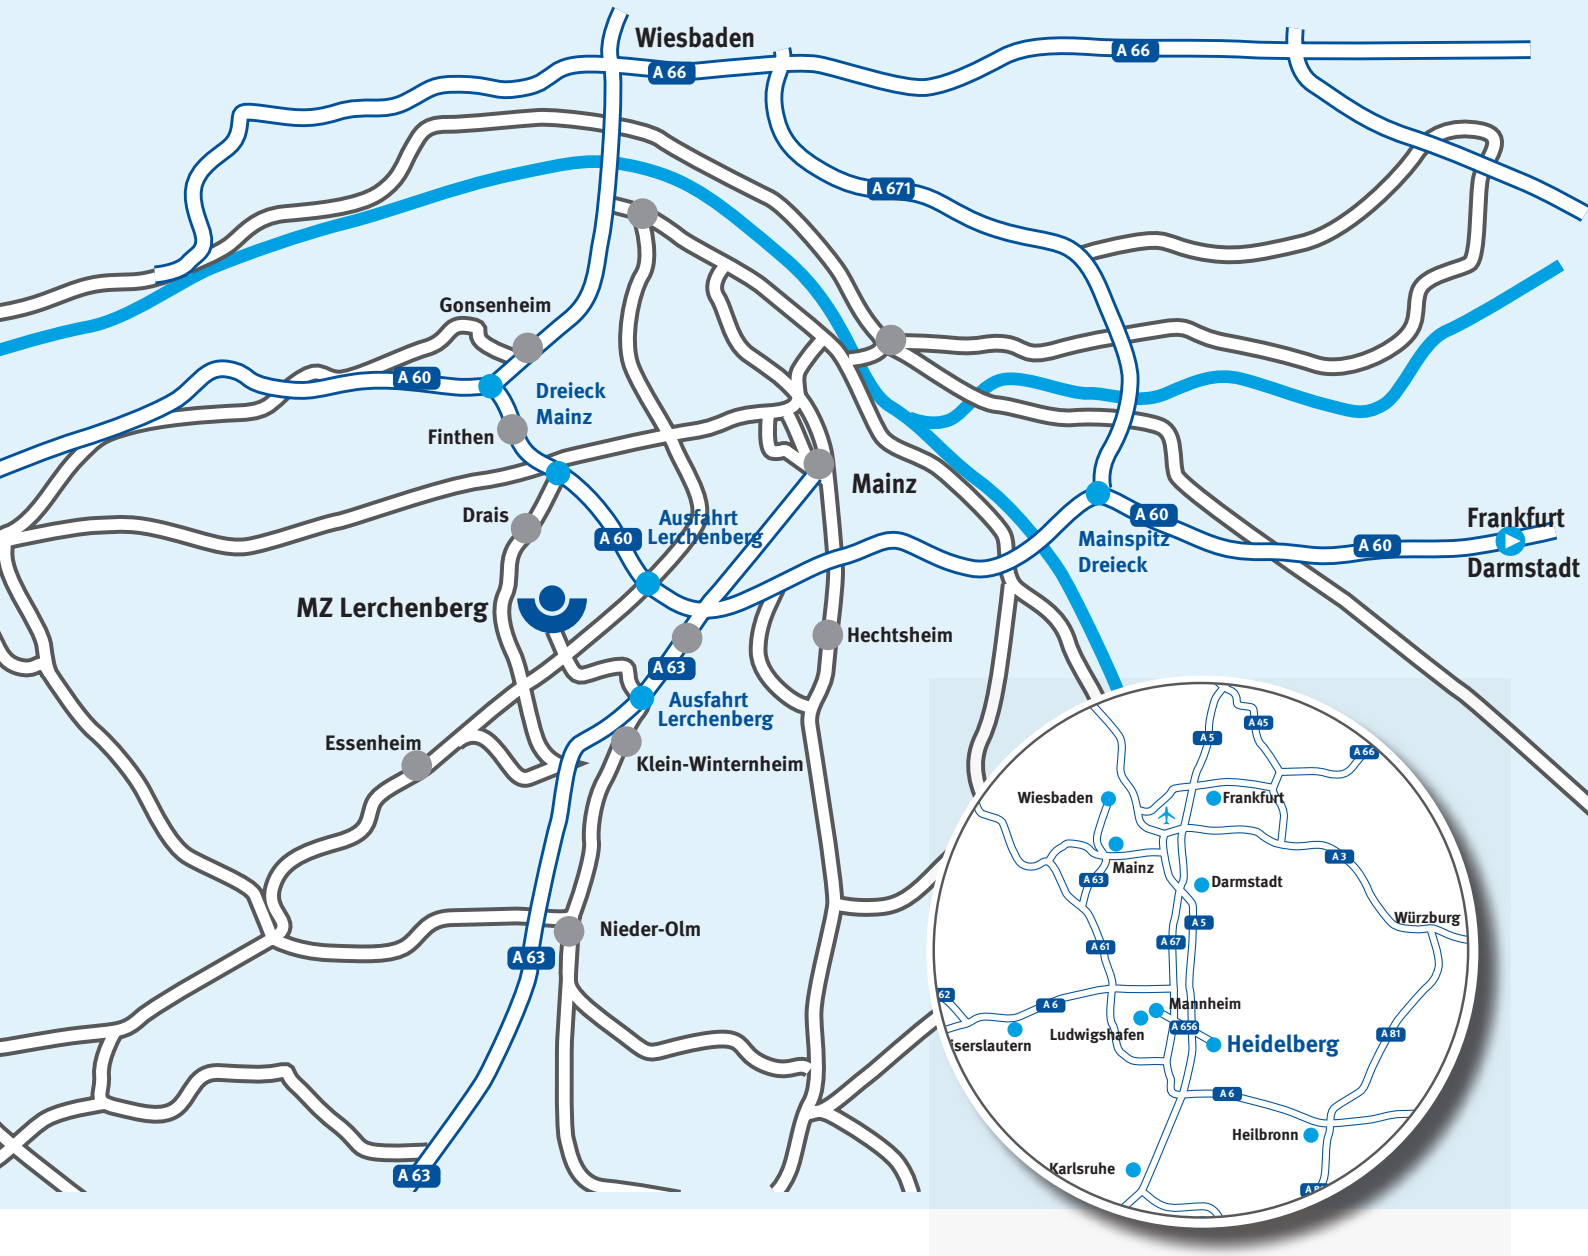 Wiesbaden
A 66
A 66
A 671
Gonsenheim
A 60
Dreieck
Mainz
Finthen
Mainz
Drais
A 60
Ausfahrt
Lerchenberg
A 60
Mainspitz
Dreieck
A 60
Frankfurt
Darmstadt
MZ Lerchenberg
Hechtsheim
A 63
Ausfahrt
Lerchenberg
Essenheim
Klein-Winternheim
Nieder-Olm
A 63
A 63
A 45
A 5
A 66
Wiesbaden
Frankfurt
Mainz
A 3
A 63
Darmstadt
A 5
Würzburg
A 67
A 61
62
A 6
Mannheim
Ludwigshafen
A 656
iserslautern
Heidelberg
A 81
A 6
Heilbronn
Karlsruhe